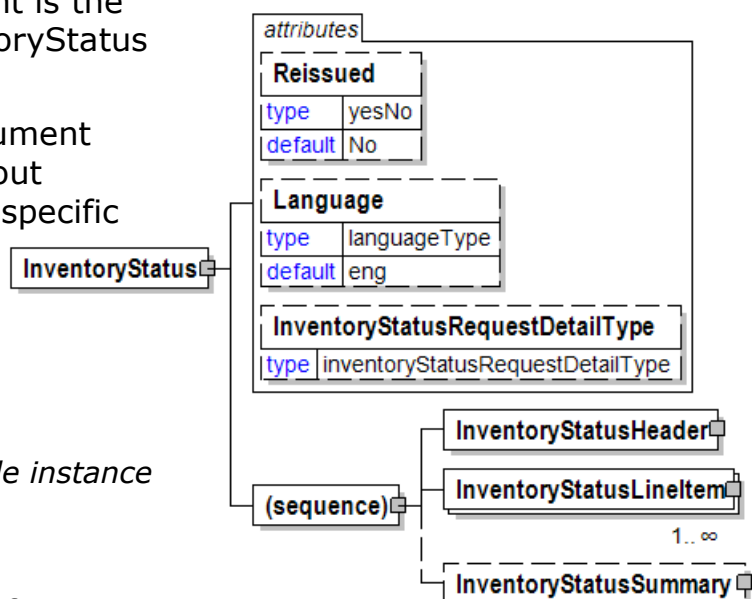 nt is the
oryStatus
ument
out
specific
InventoryStatus
attributes
Reissued
type yesNo
default No
Language
type languageType
default eng
InventoryStatusRequestDetailType
type inventoryStatusRequestDetailType
le instance
(sequence)
InventoryStatusHeader
InventoryStatusLineItem
1..∞
InventoryStatusSummary